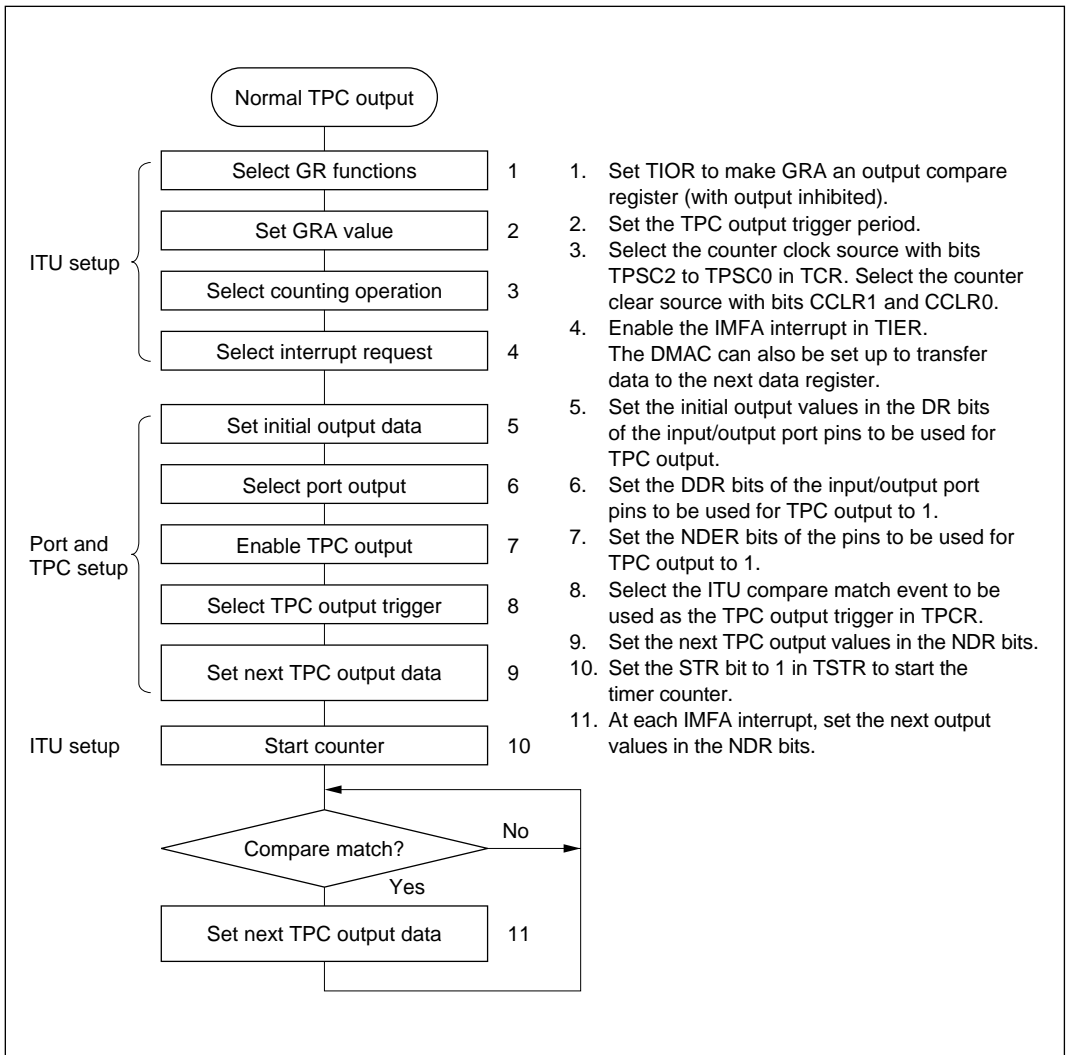 Normal TPC output
Select GR functions 1
Set GRA value 2
ITU setup
Select counting operation 3
Select interrupt request 4
Set initial output data 5
Select port output 6
Port and
TPC setup
Enable TPC output 7
Select TPC output trigger 8
Set next TPC output data 9
ITU setup
Start counter 10
Compare match?
No
Yes
Set next TPC output data 11
1. Set TIOR to make GRA an output compare
register (with output inhibited).
2. Set the TPC output trigger period.
3. Select the counter clock source with bits
TPSC2 to TPSC0 in TCR. Select the counter
clear source with bits CCLR1 and CCLR0.
4. Enable the IMFA interrupt in TIER.
The DMAC can also be set up to transfer
data to the next data register.
5. Set the initial output values in the DR bits
of the input/output port pins to be used for
TPC output.
6. Set the DDR bits of the input/output port
pins to be used for TPC output to 1.
7. Set the NDER bits of the pins to be used for
TPC output to 1.
8. Select the ITU compare match event to be
used as the TPC output trigger in TPCR.
9. Set the next TPC output values in the NDR bits.
10. Set the STR bit to 1 in TSTR to start the
timer counter.
11. At each IMFA interrupt, set the next output
values in the NDR bits.